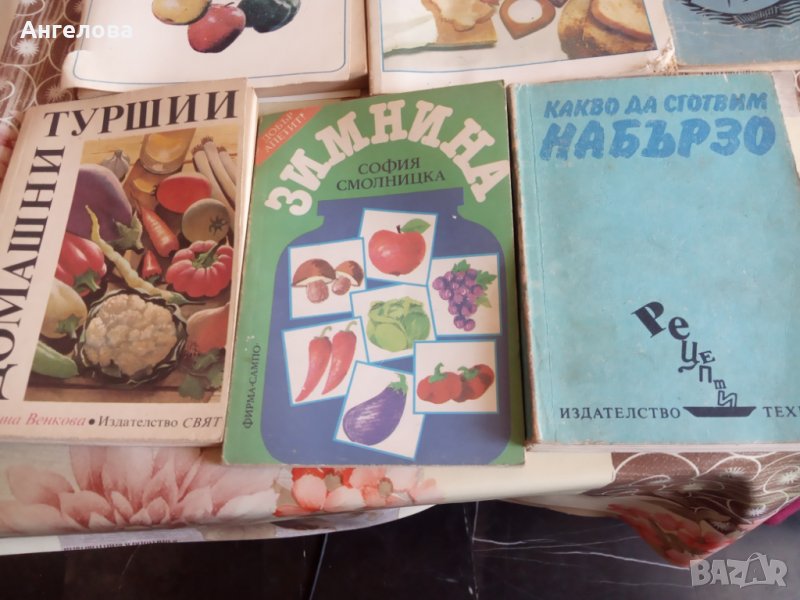 Ангелова
ДОМАШНИ
ТУРШИИ
Венкова • Издателство СВЯТ
ДОБЪР
АПЕТИТ!
ЗИМНИНА
СОФИЯ
СМОЛНИЦКА
ФИРМА•САМПО
КАКВО ДА СГОТВИМ
НАБЪРЗО
Рецепти
ИЗДАТЕЛСТВО ТЕХ
BAZAR